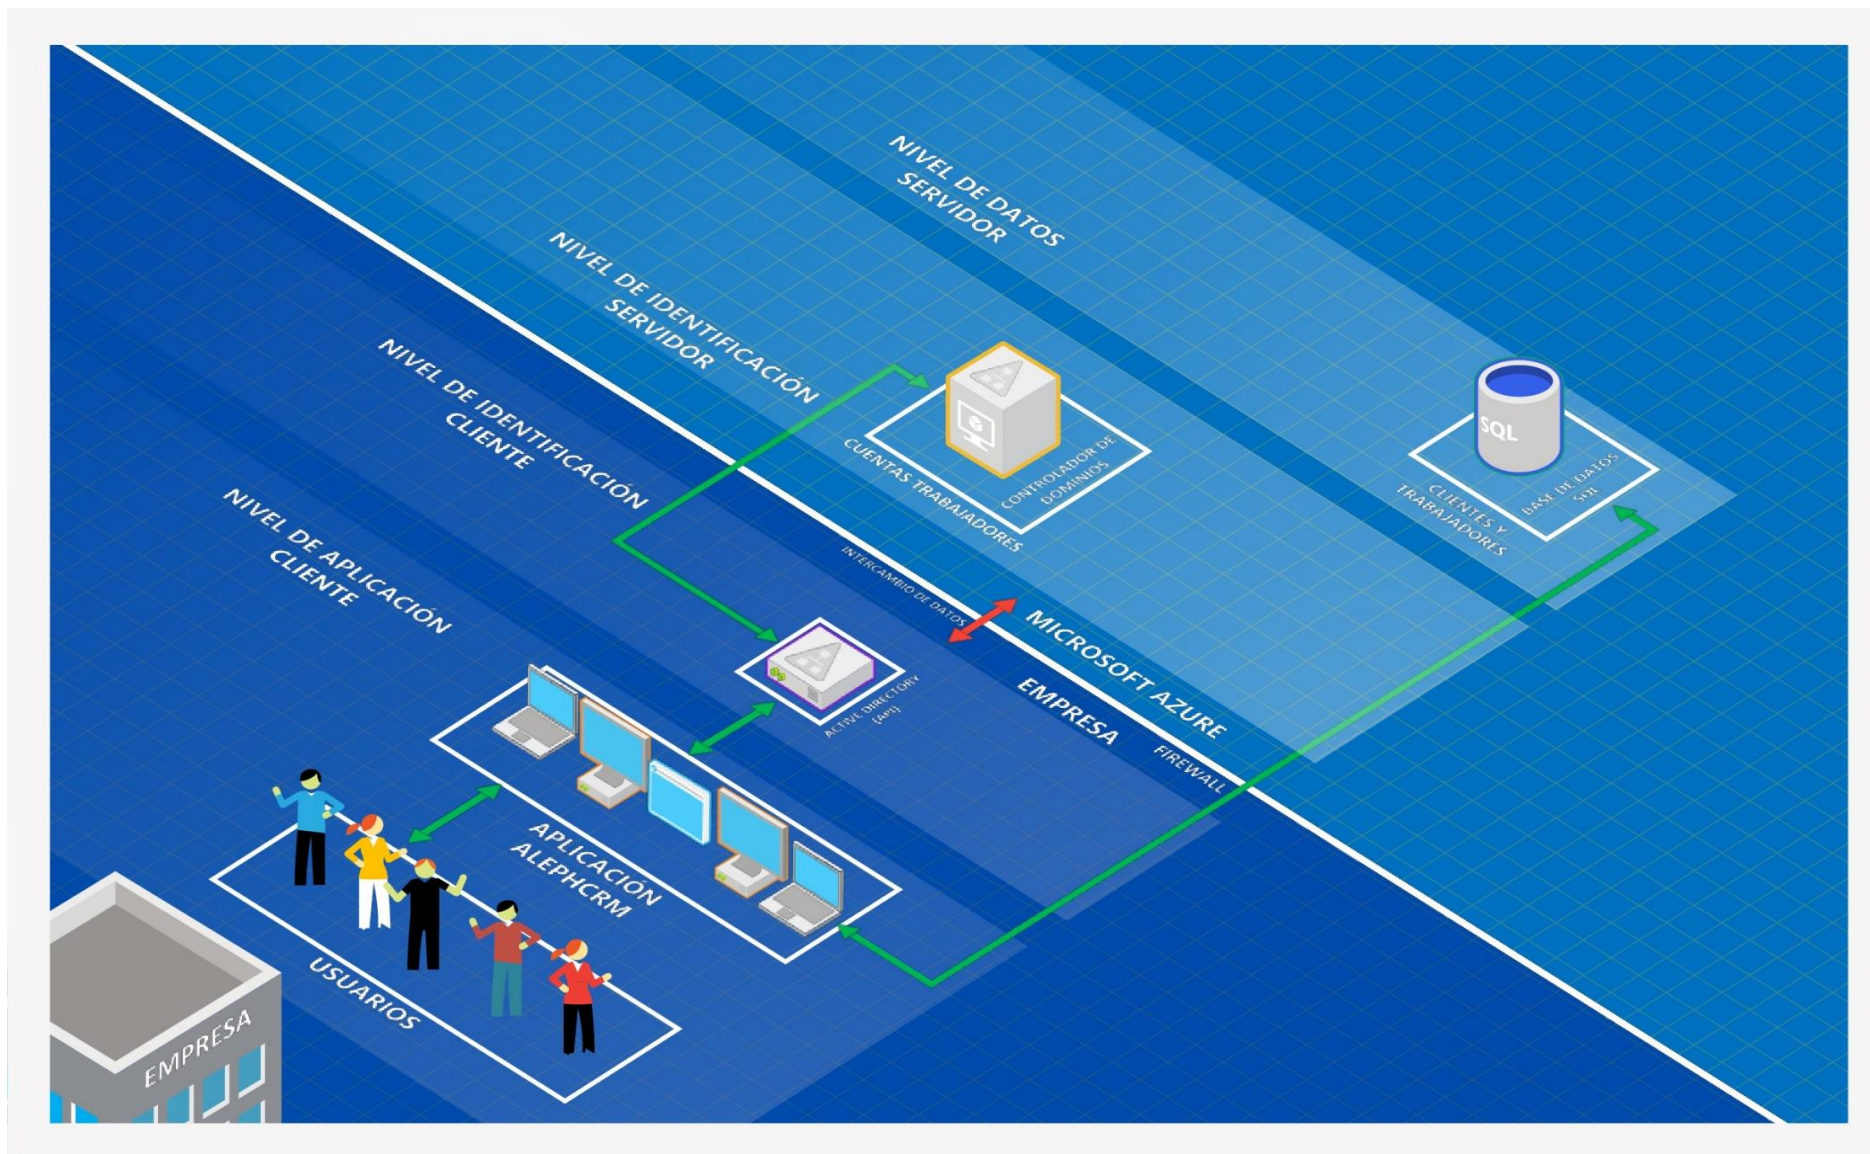 NIVEL DE DATOS
SERVIDOR
NIVEL DE IDENTIFICACIÓN
SERVIDOR
NIVEL DE IDENTIFICACIÓN
CLIENTE
NIVEL DE APLICACIÓN
CLIENTE
CUENTAS TRABAJADORES
CONTROLADOR DE
DOMINIOS
SQL
CLIENTES Y
TRABAJADORES
BASE DE DATOS
SQL
INTERCAMBIO DE DATOS
MICROSOFT AZURE
EMPRESA
FIREWALL
ACTIVE DIRECTORY
(API)
APLICACIÓN
ALEPHCRM
USUARIOS
EMPRESA